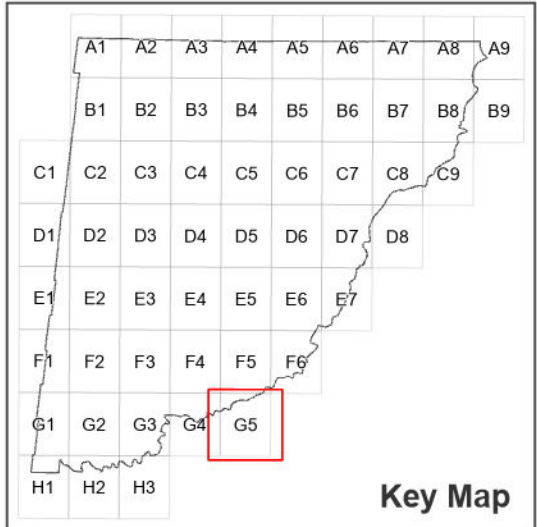 A1 A2 A3 A4 A5 A6 A7 A8 A9
B1 B2 B3 B4 B5 B6 B7 B8 B9
C1 C2 C3 C4 C5 C6 C7 C8 C9
D1 D2 D3 D4 D5 D6 D7 D8
E1 E2 E3 E4 E5 E6 E7
F1 F2 F3 F4 F5 F6
G1 G2 G3 G4 G5
H1 H2 H3
Key Map